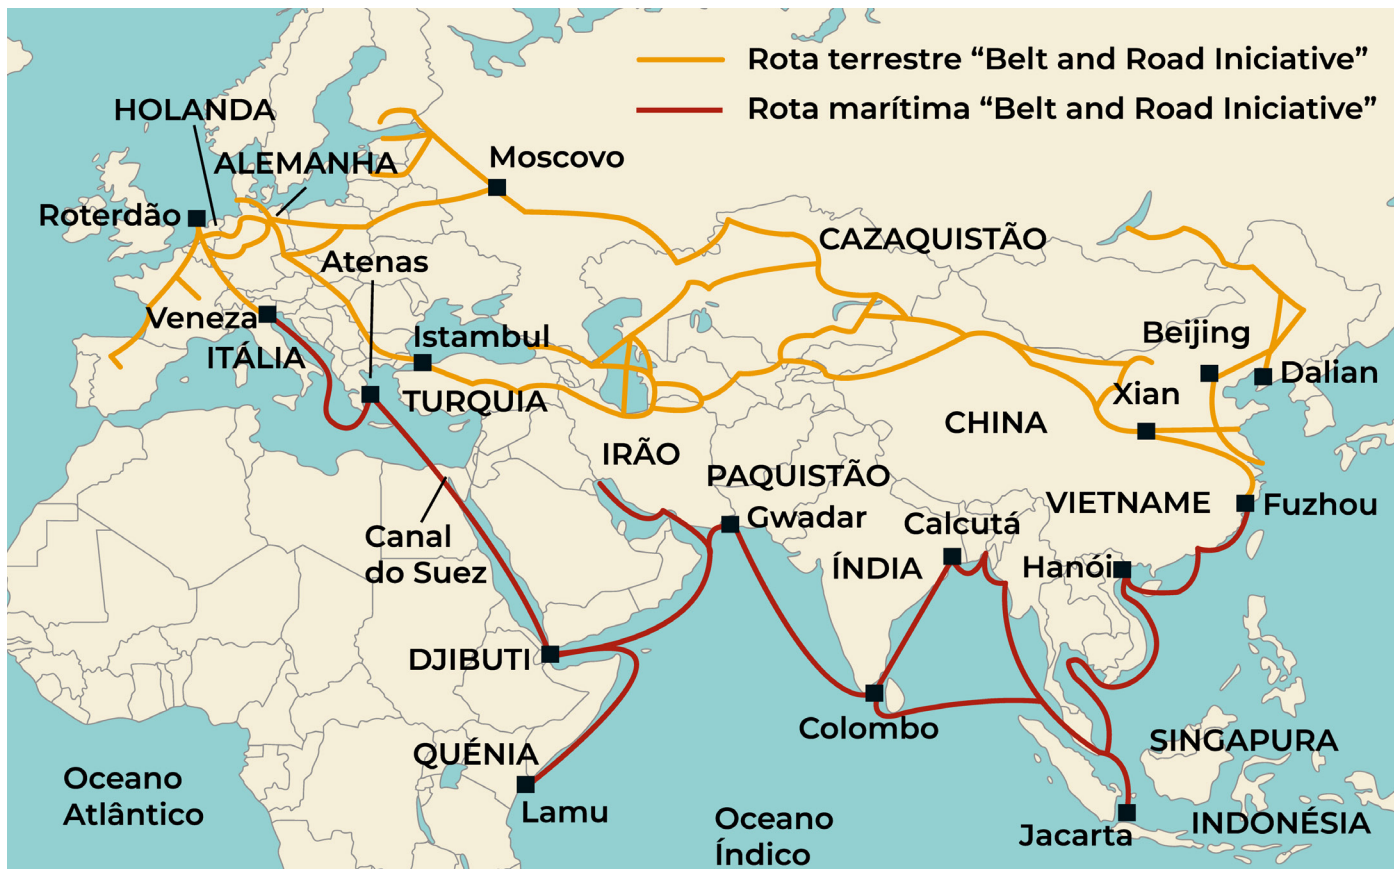 Rota terrestre “Belt and Road Iniciative”
Rota marítima “Belt and Road Iniciative”
HOLANDA
ALEMANHA
Moscovo
Roterdão
CAZAQUISTÃO
Atenas
Veneza
Istambul
Beijing
ITÁLIA
Dalian
Xian
TURQUIA
CHINA
IRÃO
PAQUISTÃO
VIETNAME
Fuzhou
Gwadar
Calcutá
Canal
do Suez
ÍNDIA
Hanói
DJIBUTI
Colombo
SINGAPURA
QUÉNIA
Oceano
Atlântico
Lamu
Oceano
Índico
Jacarta
INDONÉSIA